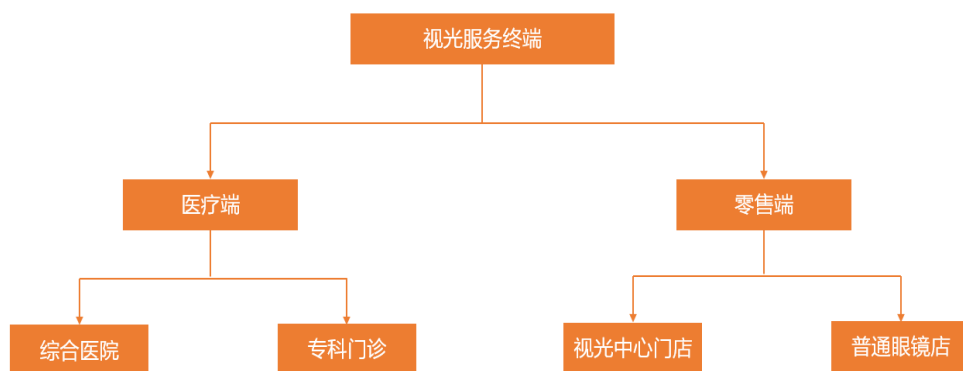 视光服务终端
医疗端
零售端
综合医院
专科门诊
视光中心门店
普通眼镜店